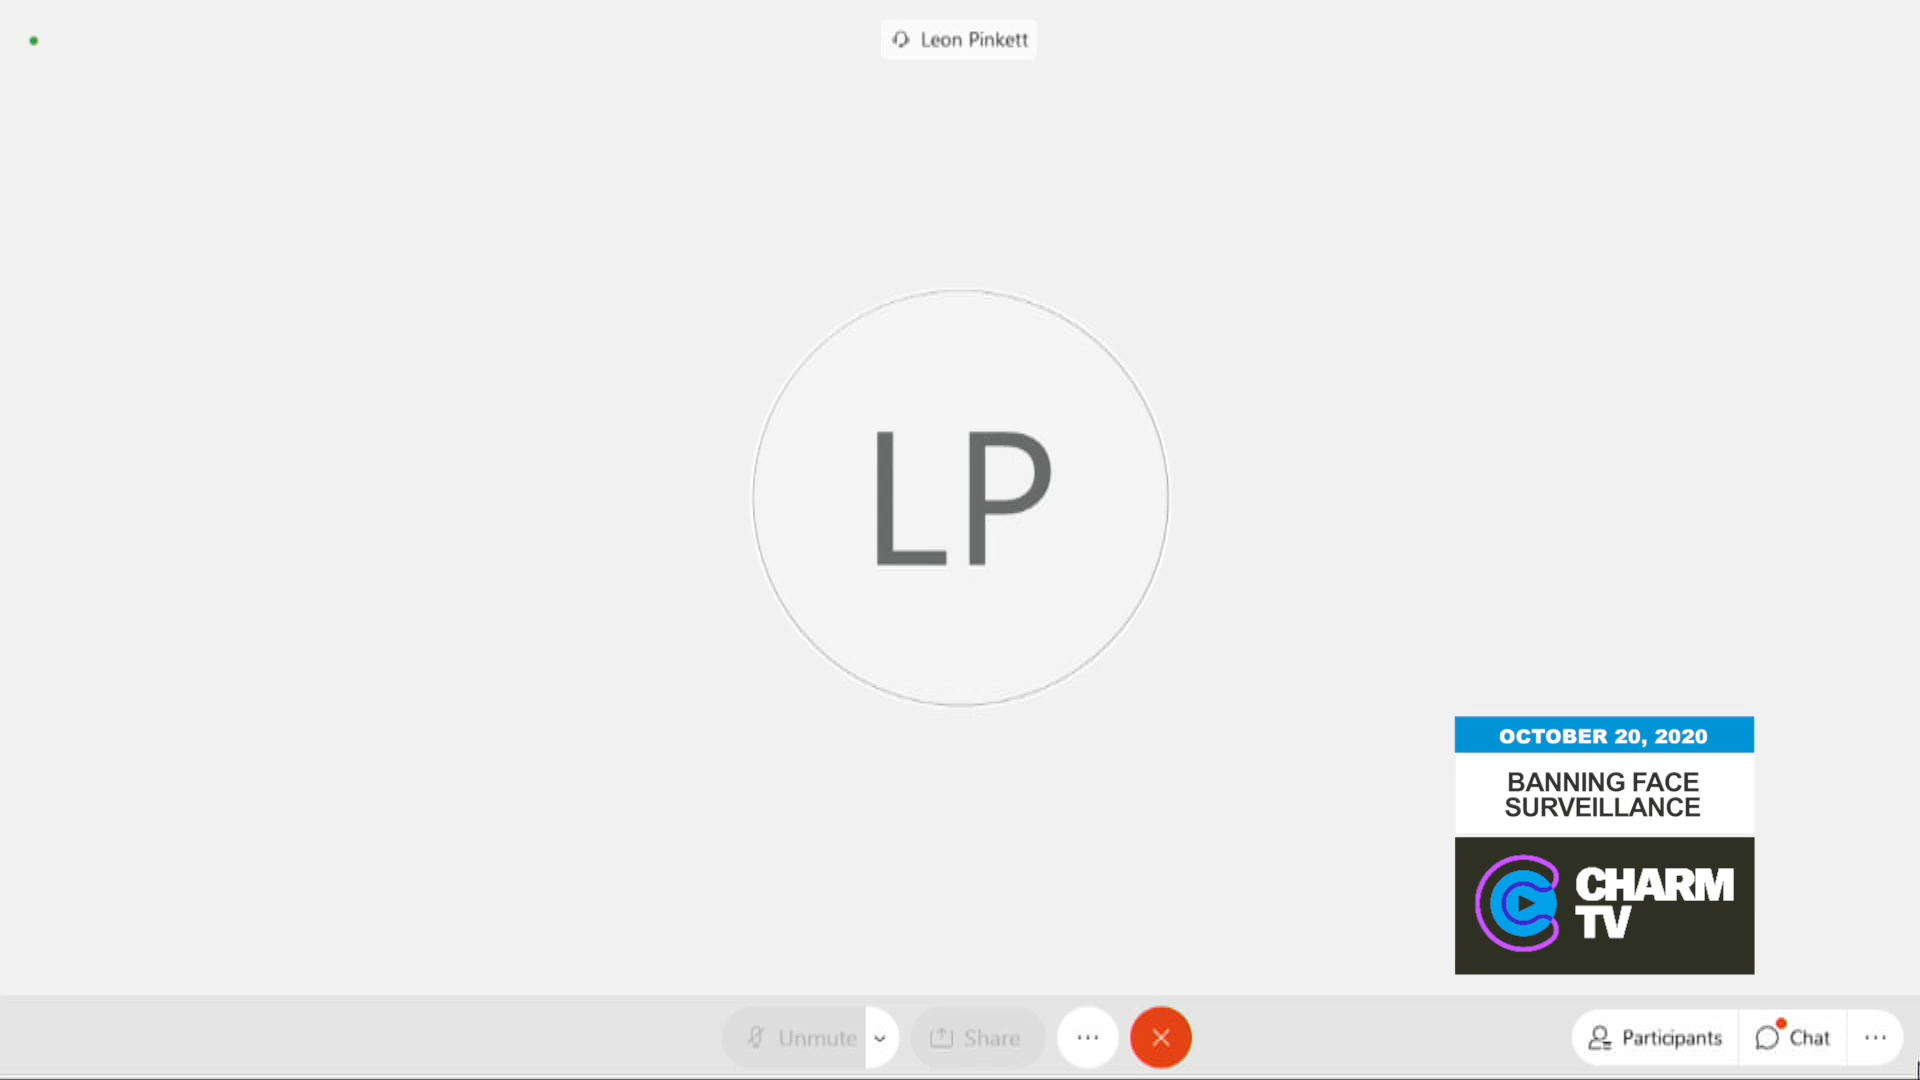 Leon Pinkett
LP
OCTOBER 20, 2020
BANNING FACE
SURVEILLANCE
CHARM
TV
Unmute
Share
Participants
Chat